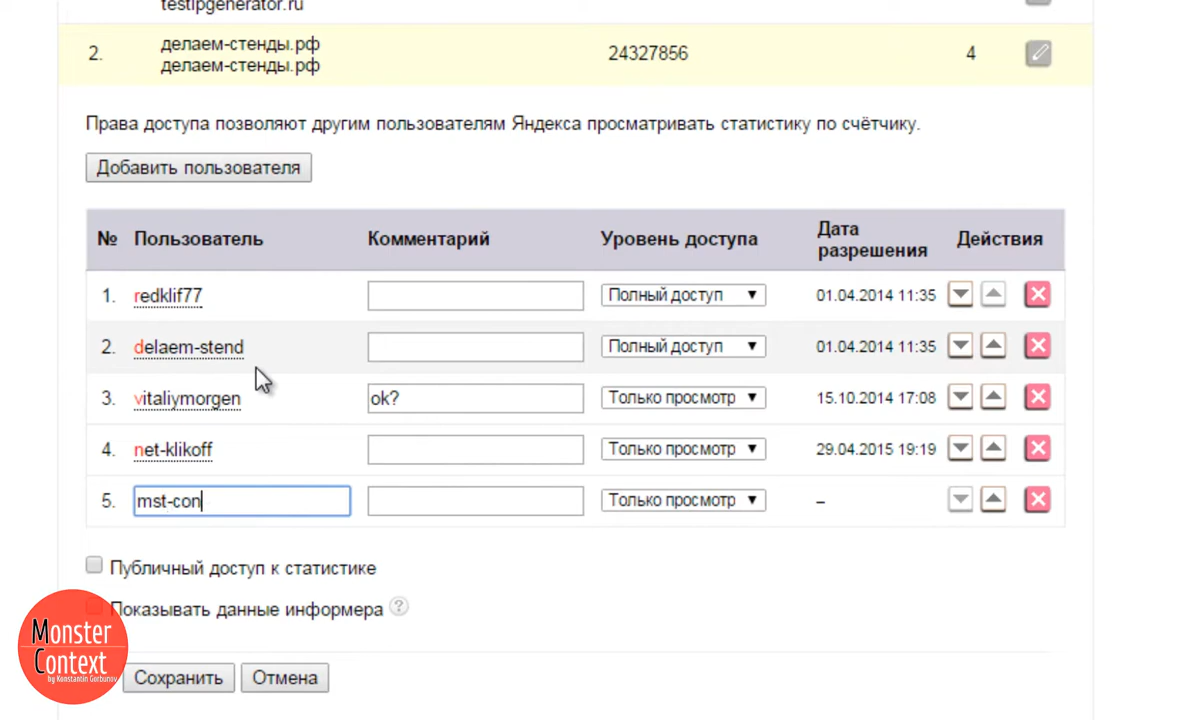 testipgenerator.ru
2. делаем-стенды.рф 24327856 4
делаем-стенды.рф
Права доступа позволяют другим пользователям Яндекса просматривать статистику по счётчику.
Добавить пользователя
№ Пользователь Комментарий Уровень доступа Дата разрешения Действия
1. redklif77 Полный доступ 01.04.2014 11:35
2. delaem-stend Полный доступ 01.04.2014 11:35
3. vitaliymorgen ok? Только просмотр 15.10.2014 17:08
4. net-klikoff Только просмотр 29.04.2015 19:19
5. mst-con Только просмотр –
Публичный доступ к статистике
Показывать данные информера ?
Monster
Context
by Konstantin Gorbunov
Сохранить Отмена